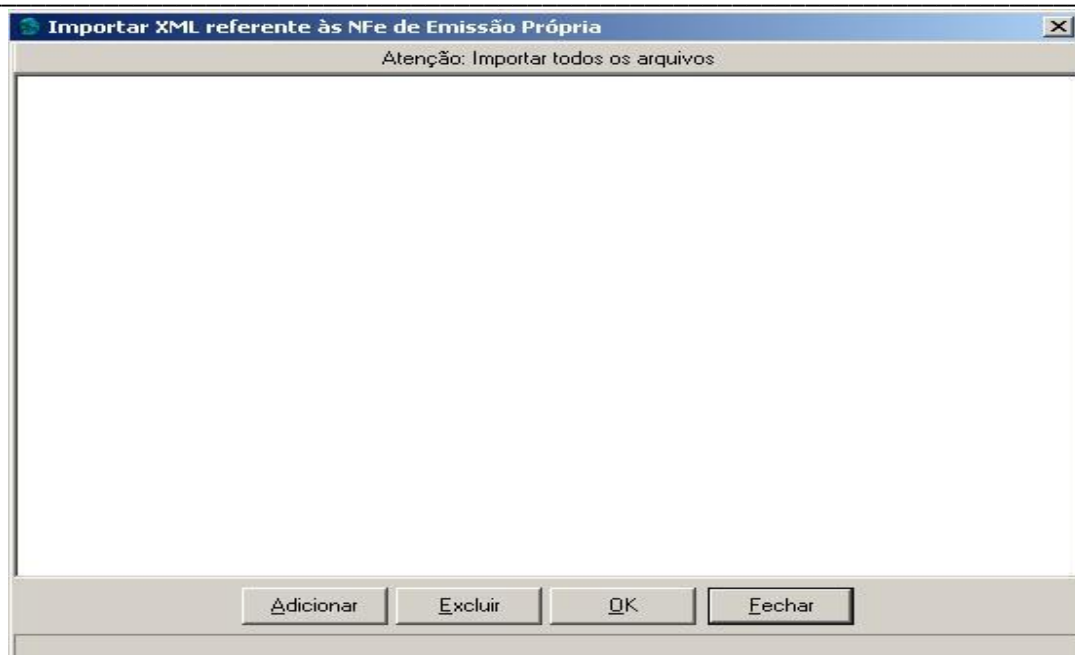 Importar XML referente às NFe de Emissão Própria
Atenção: Importar todos os arquivos
Adicionar Excluir OK Fechar